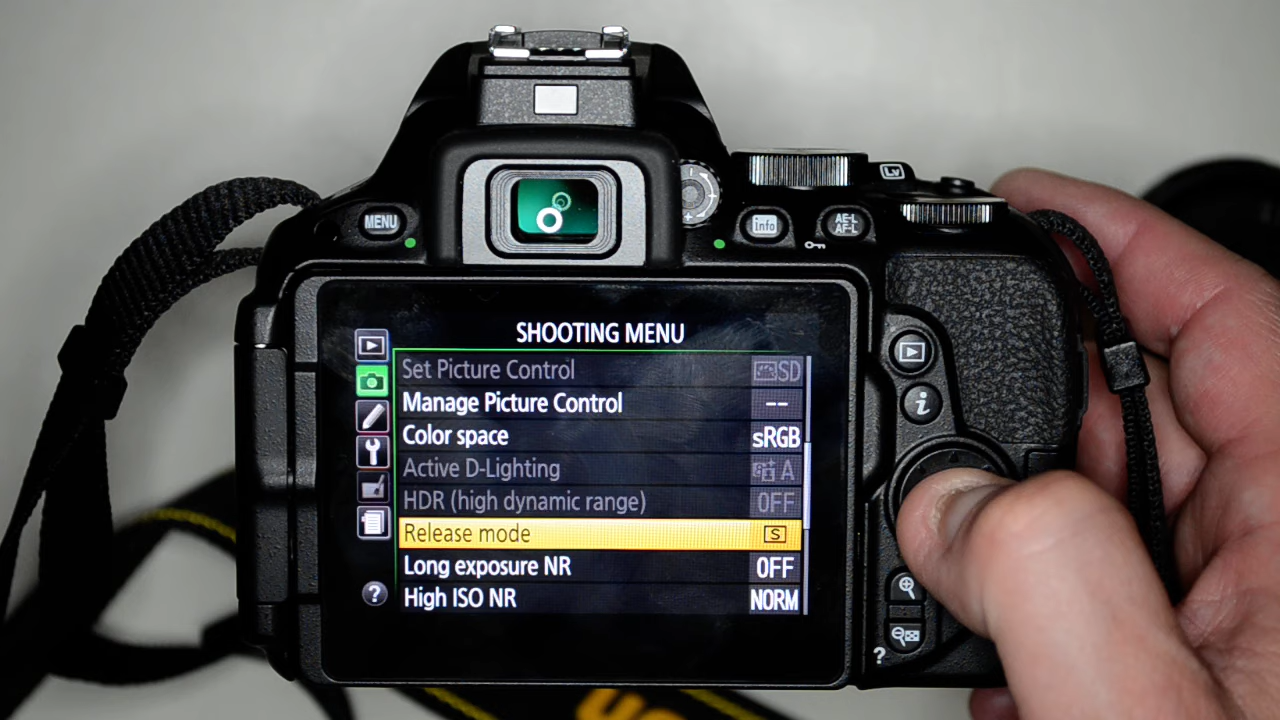 MENU
Lv
info
AE-L
AF-L
SHOOTING MENU
Set Picture Control SD
Manage Picture Control --
Color space sRGB
Active D-Lighting A
HDR (high dynamic range) OFF
Release mode S
Long exposure NR OFF
High ISO NR NORM
?
i
?